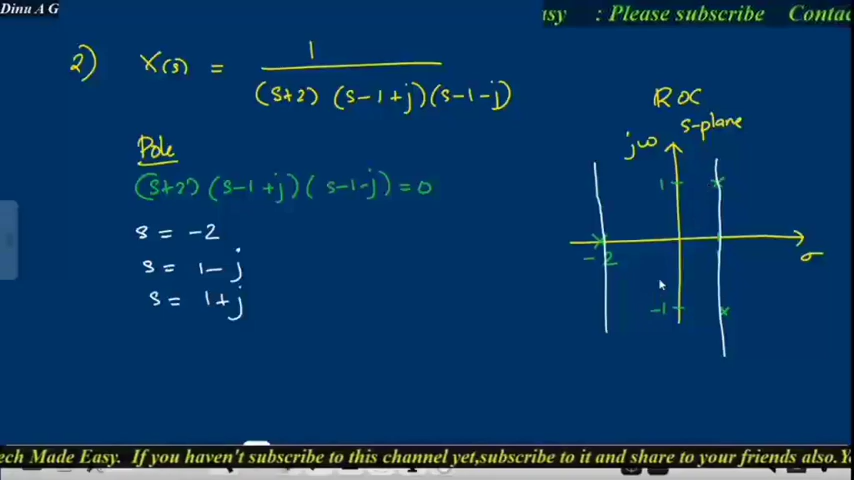 Dinu A G
sy : Please subscribe Contac
2) X(s) = 1
(s+2) (s-1+j)(s-1-j)
Pole
(s+2) (s-1+j) (s-1-j) = 0
s = -2
s = 1-j
s = 1+j
ROC
s-plane
jω
1
-2
σ
-1
ech Made Easy. If you haven't subscribe to this channel yet,subscribe to it and share to your friends also.Y